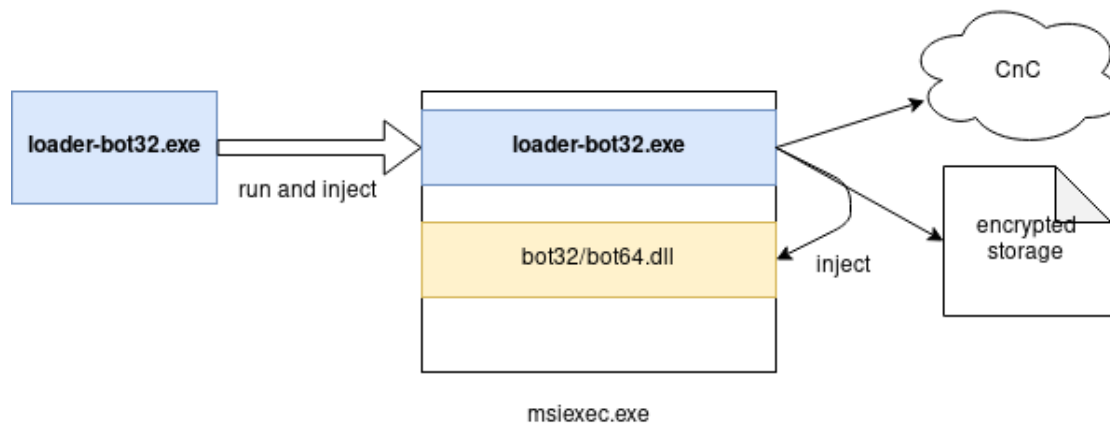 CnC
loader-bot32.exe
loader-bot32.exe
run and inject
bot32/bot64.dll
inject
encrypted
storage
msiexec.exe